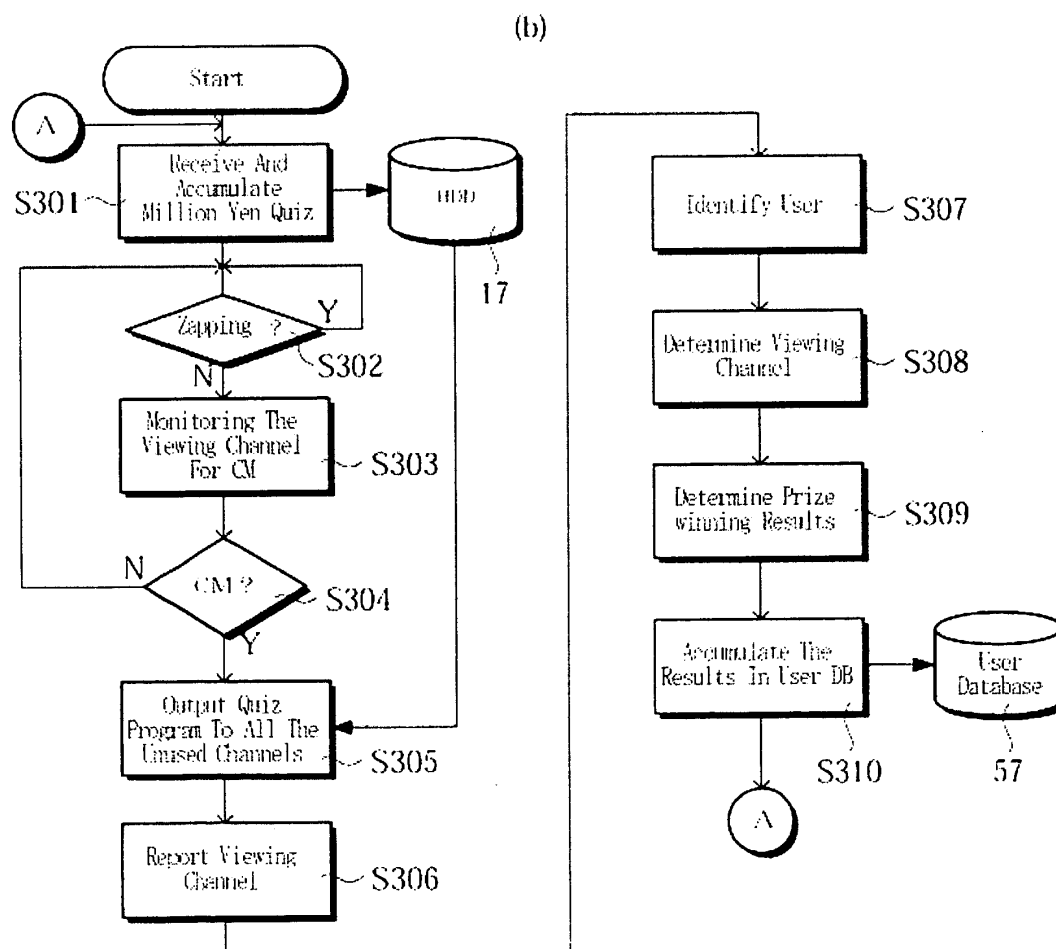 (b)
Start
A
Receive And
Accumulate
Million Yen Quiz
S301
HDD
17
Zapping ?
Y
S302
N
Monitoring The
Viewing Channel
For CM
S303
N
CM ?
S304
Y
Output Quiz
Program To All The
Unused Channels
S305
Report Viewing
Channel
S306
Identify User
S307
Determine Viewing
Channel
S308
Determine Prize
winning Results
S309
Accumulate The
Results In User DB
S310
User
Database
57
A